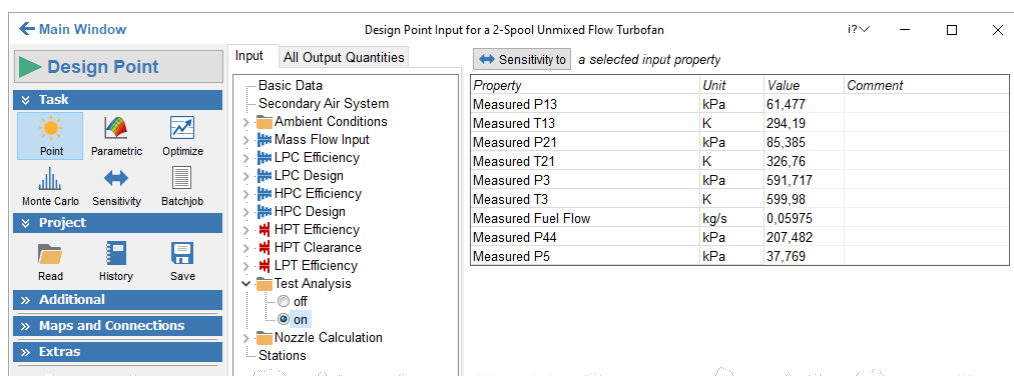 Main Window
Design Point Input for a 2-Spool Unmixed Flow Turbofan
i?
Design Point
Task
Point Parametric Optimize
Monte Carlo Sensitivity Batchjob
Project
Read History Save
Additional
Maps and Connections
Extras
Input All Output Quantities
Basic Data
Secondary Air System
Ambient Conditions
Mass Flow Input
LPC Efficiency
LPC Design
HPC Efficiency
HPC Design
HPT Efficiency
HPT Clearance
LPT Efficiency
Test Analysis
off
on
Nozzle Calculation
Stations
Sensitivity to a selected input property
Property Unit Value Comment
Measured P13 kPa 61,477
Measured T13 K 294,19
Measured P21 kPa 85,385
Measured T21 K 326,76
Measured P3 kPa 591,717
Measured T3 K 599,98
Measured Fuel Flow kg/s 0,05975
Measured P44 kPa 207,482
Measured P5 kPa 37,769